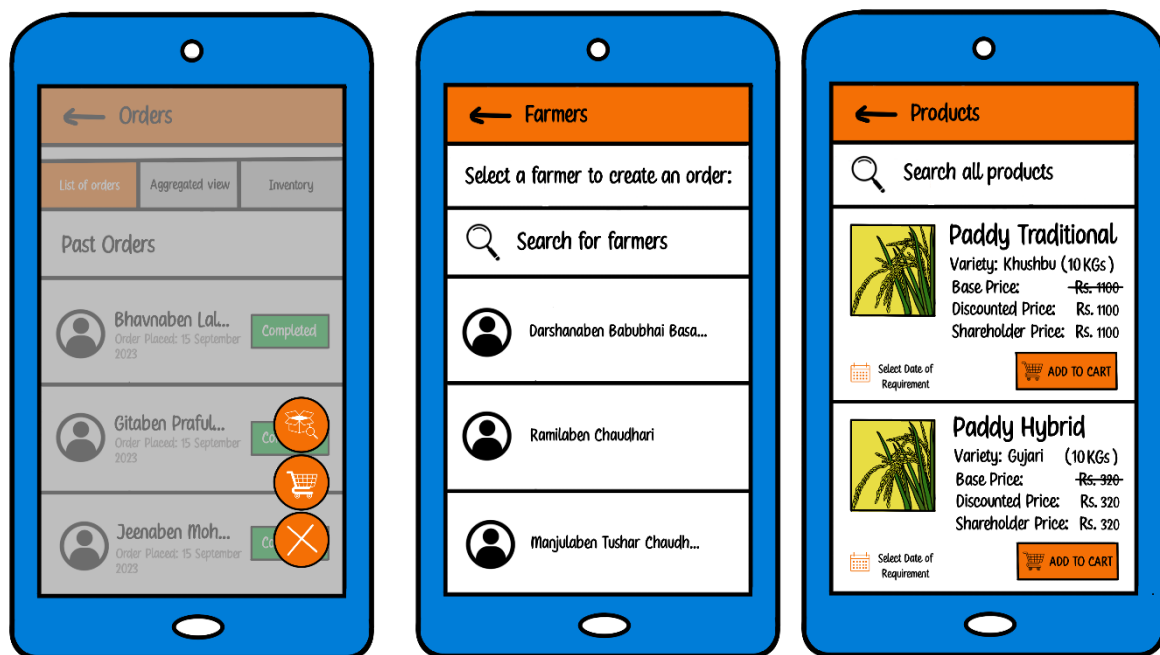 Orders
List of orders
Aggregated view
Inventory
Past Orders
Bhavnaben Lal...
Order Placed: 15 September
2023
Completed
Gitaben Praful...
Order Placed: 15 September
2023
Co
Jeenaben Moh...
Order Placed: 15 September
2023
Co
Farmers
Select a farmer to create an order:
Search for farmers
Darshanaben Babubhai Basa...
Ramilaben Chaudhari
Manjulaben Tushar Chaudh...
Products
Search all products
Paddy Traditional
Variety: Khushbu (10 KGs)
Base Price: Rs. 1100
Discounted Price: Rs. 1100
Shareholder Price: Rs. 1100
Select Date of
Requirement
ADD TO CART
Paddy Hybrid
Variety: Gujari (10 KGs)
Base Price: Rs. 320
Discounted Price: Rs. 320
Shareholder Price: Rs. 320
Select Date of
Requirement
ADD TO CART